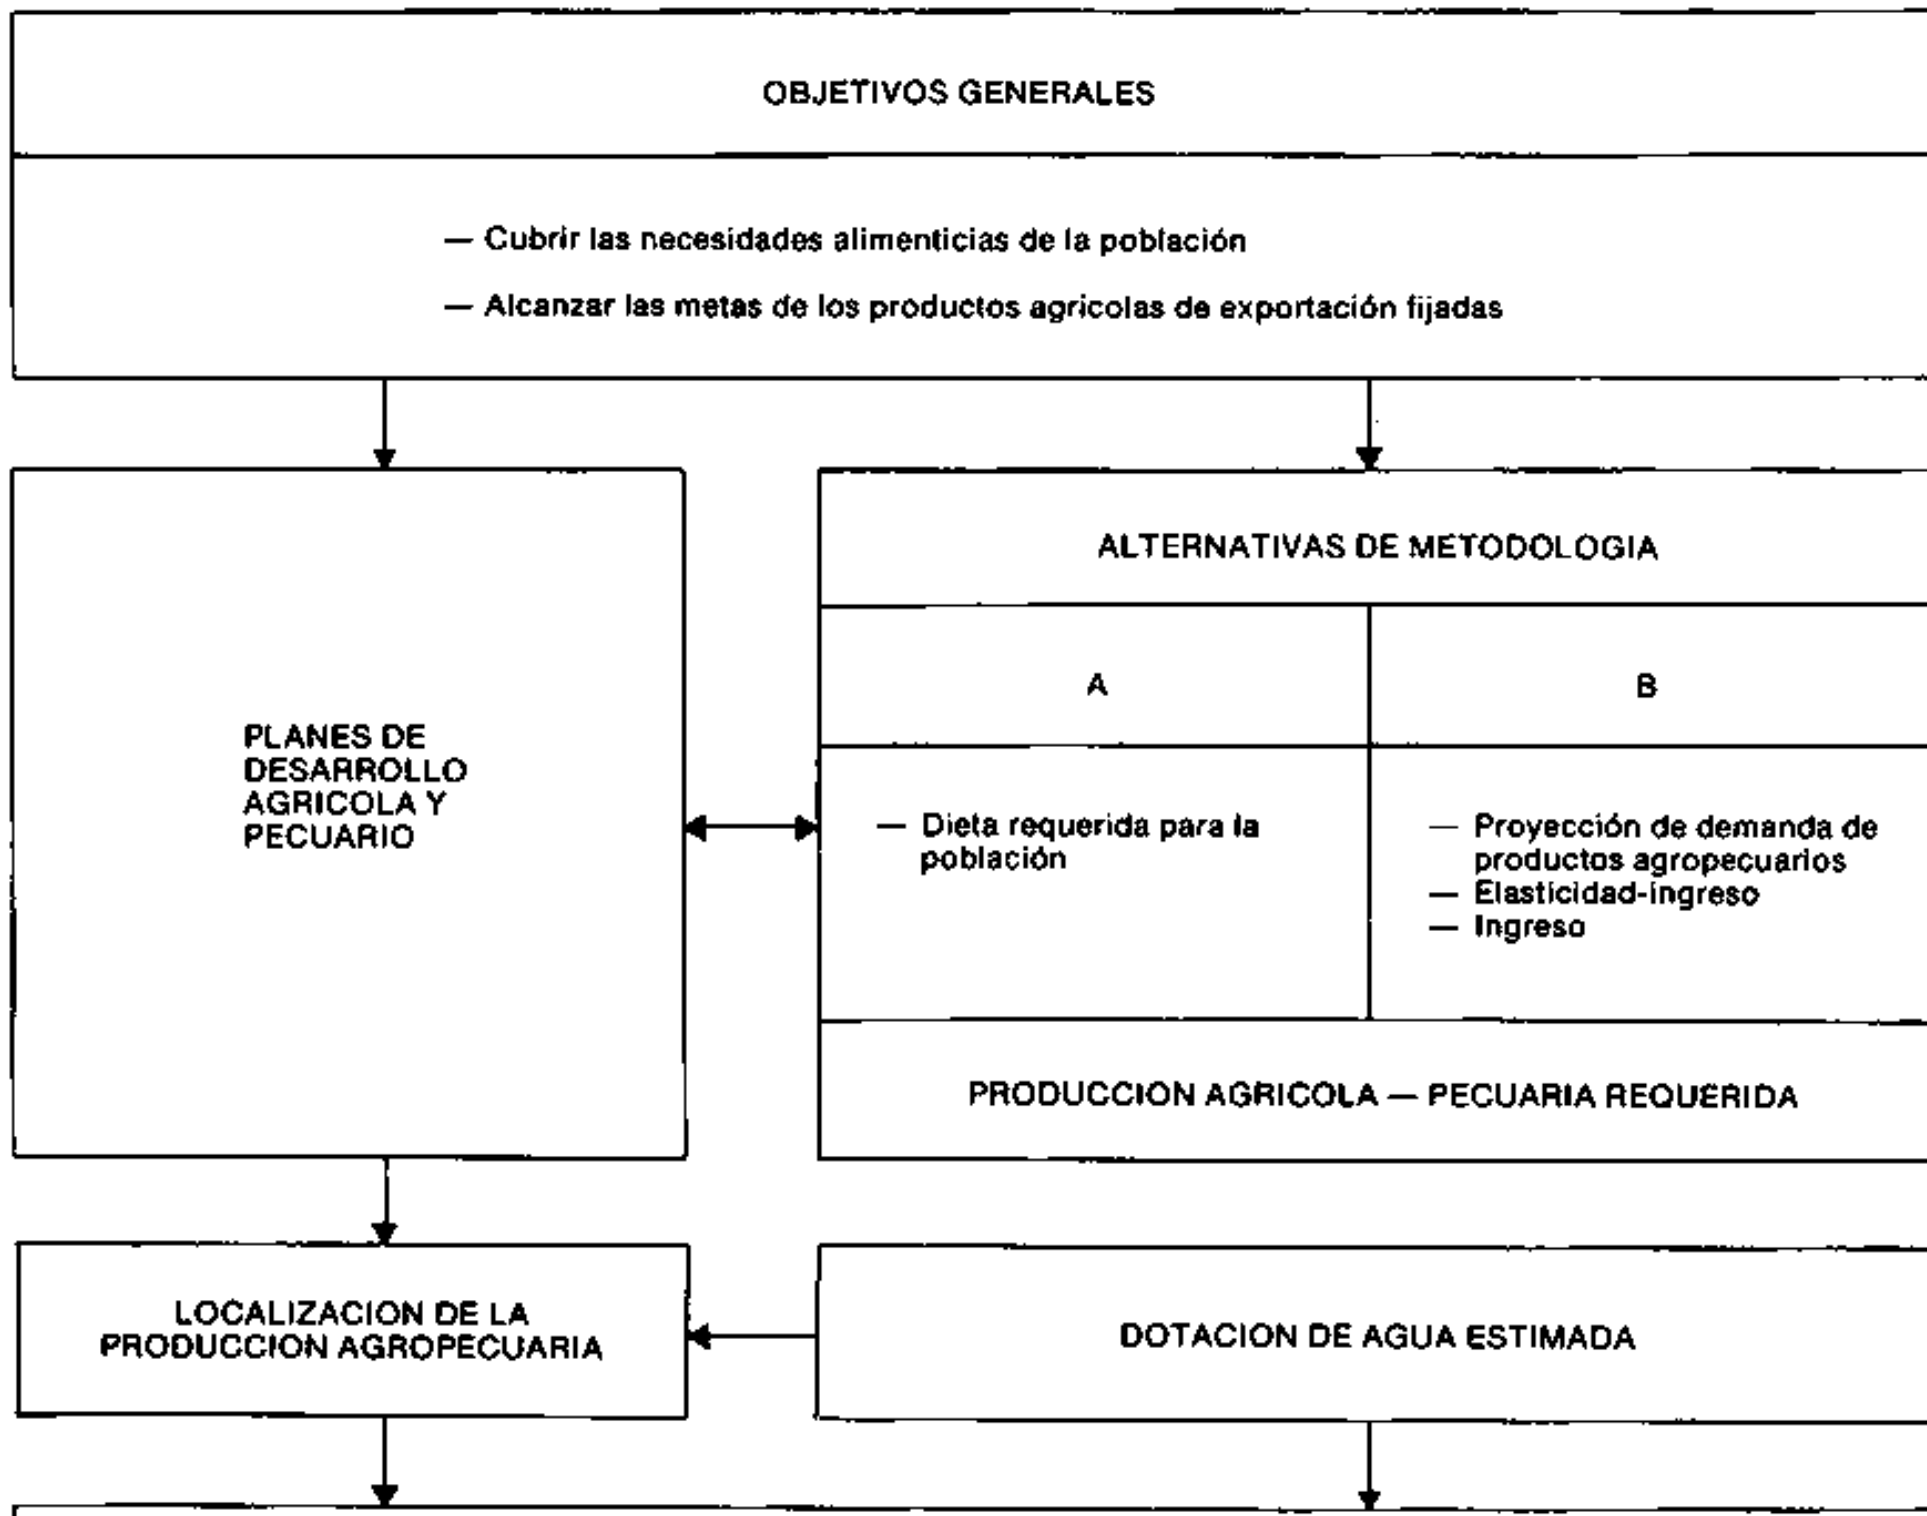 OBJETIVOS GENERALES
— Cubrir las necesidades alimenticias de la población
— Alcanzar las metas de los productos agrícolas de exportación fijadas
ALTERNATIVAS DE METODOLOGIA
A
B
PLANES DE
DESARROLLO
AGRICOLA Y
PECUARIO
— Dieta requerida para la
población
— Proyección de demanda de
productos agropecuarios
— Elasticidad-ingreso
— Ingreso
PRODUCCION AGRICOLA — PECUARIA REQUERIDA
LOCALIZACION DE LA
PRODUCCION AGROPECUARIA
DOTACION DE AGUA ESTIMADA